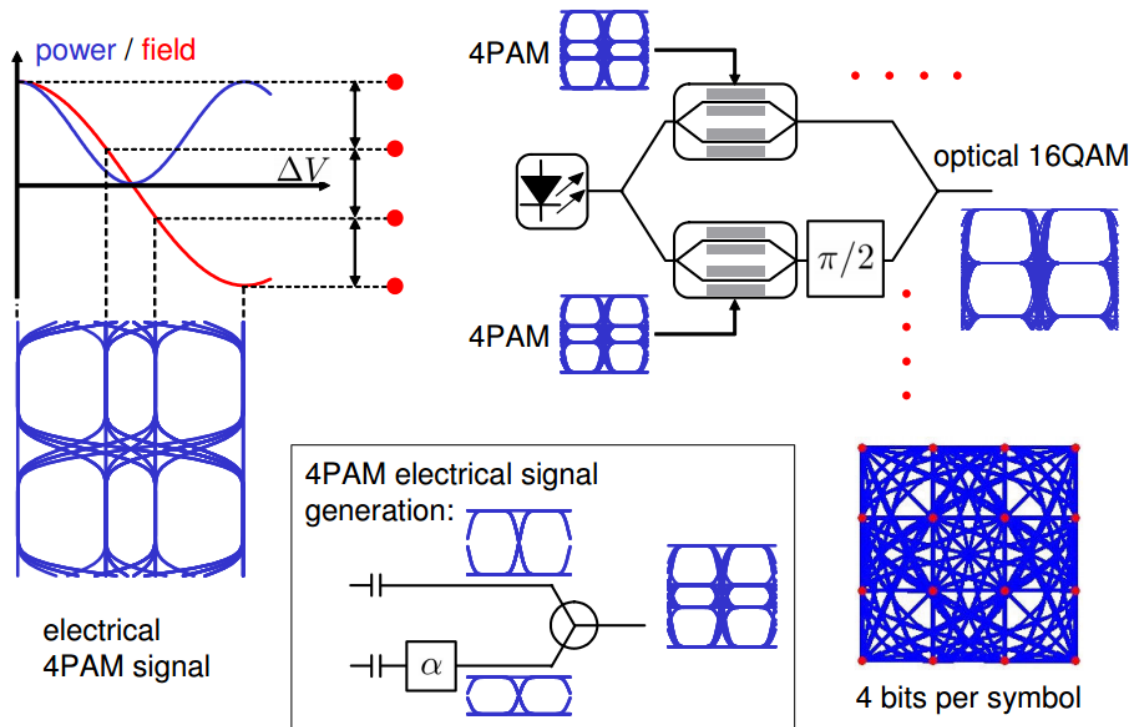 power / field
ΔV
electrical
4PAM signal
4PAM
optical 16QAM
π/2
4PAM
4PAM electrical signal
generation:
α
4 bits per symbol